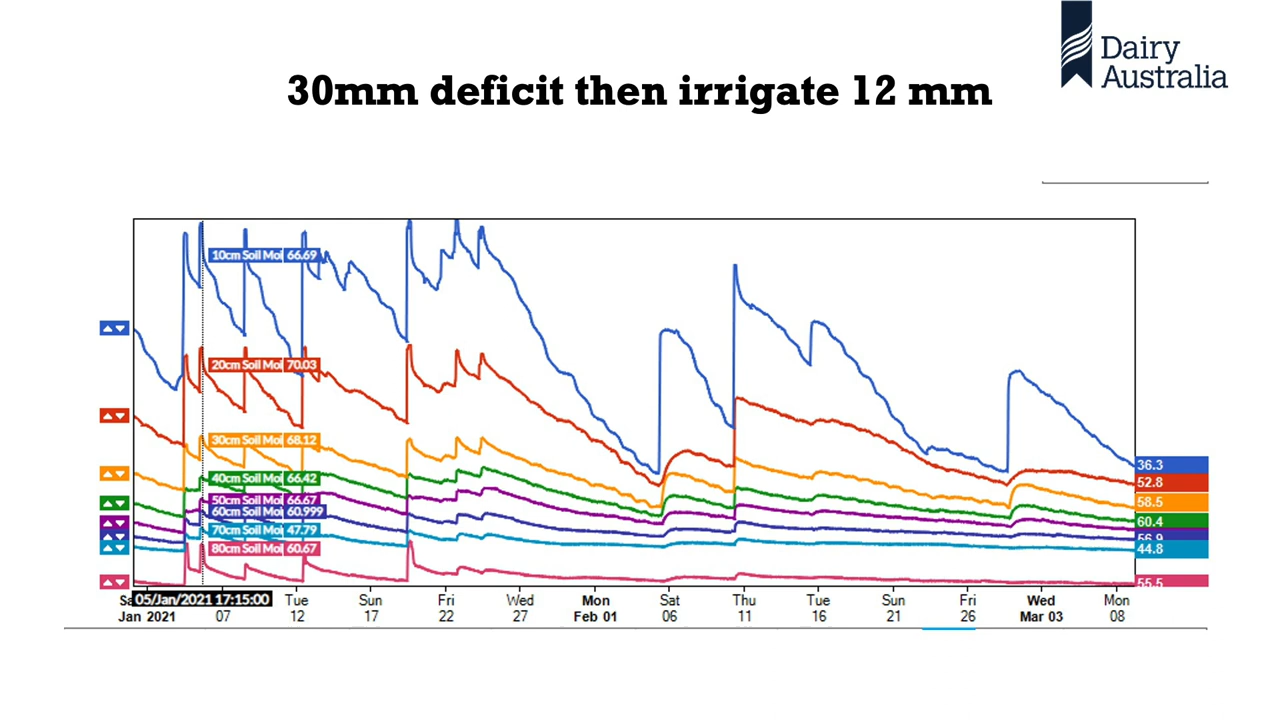 Dairy
Australia
30mm deficit then irrigate 12 mm
10cm Soil Moi 66.69
20cm Soil Moi 70.03
30cm Soil Moi 68.12
40cm Soil Moi 66.42
50cm Soil Moi 66.67
60cm Soil Moi 60.999
70cm Soil Moi 47.79
80cm Soil Moi 60.67
36.3
52.8
58.5
60.4
56.9
44.8
55.5
Sa 05/Jan/2021 17:15:00 Tue Sun Fri Wed Mon Sat Thu Tue Sun Fri Wed Mon
Jan 2021 07 12 17 22 27 Feb 01 06 11 16 21 26 Mar 03 08